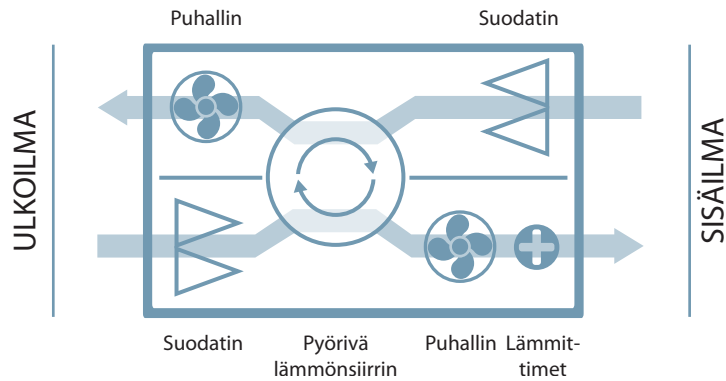 Puhallin
Suodatin
ULKOILMA
SISÄILMA
Suodatin
Pyörivä
lämmönsiirrin
Puhallin
Lämmit-
timet